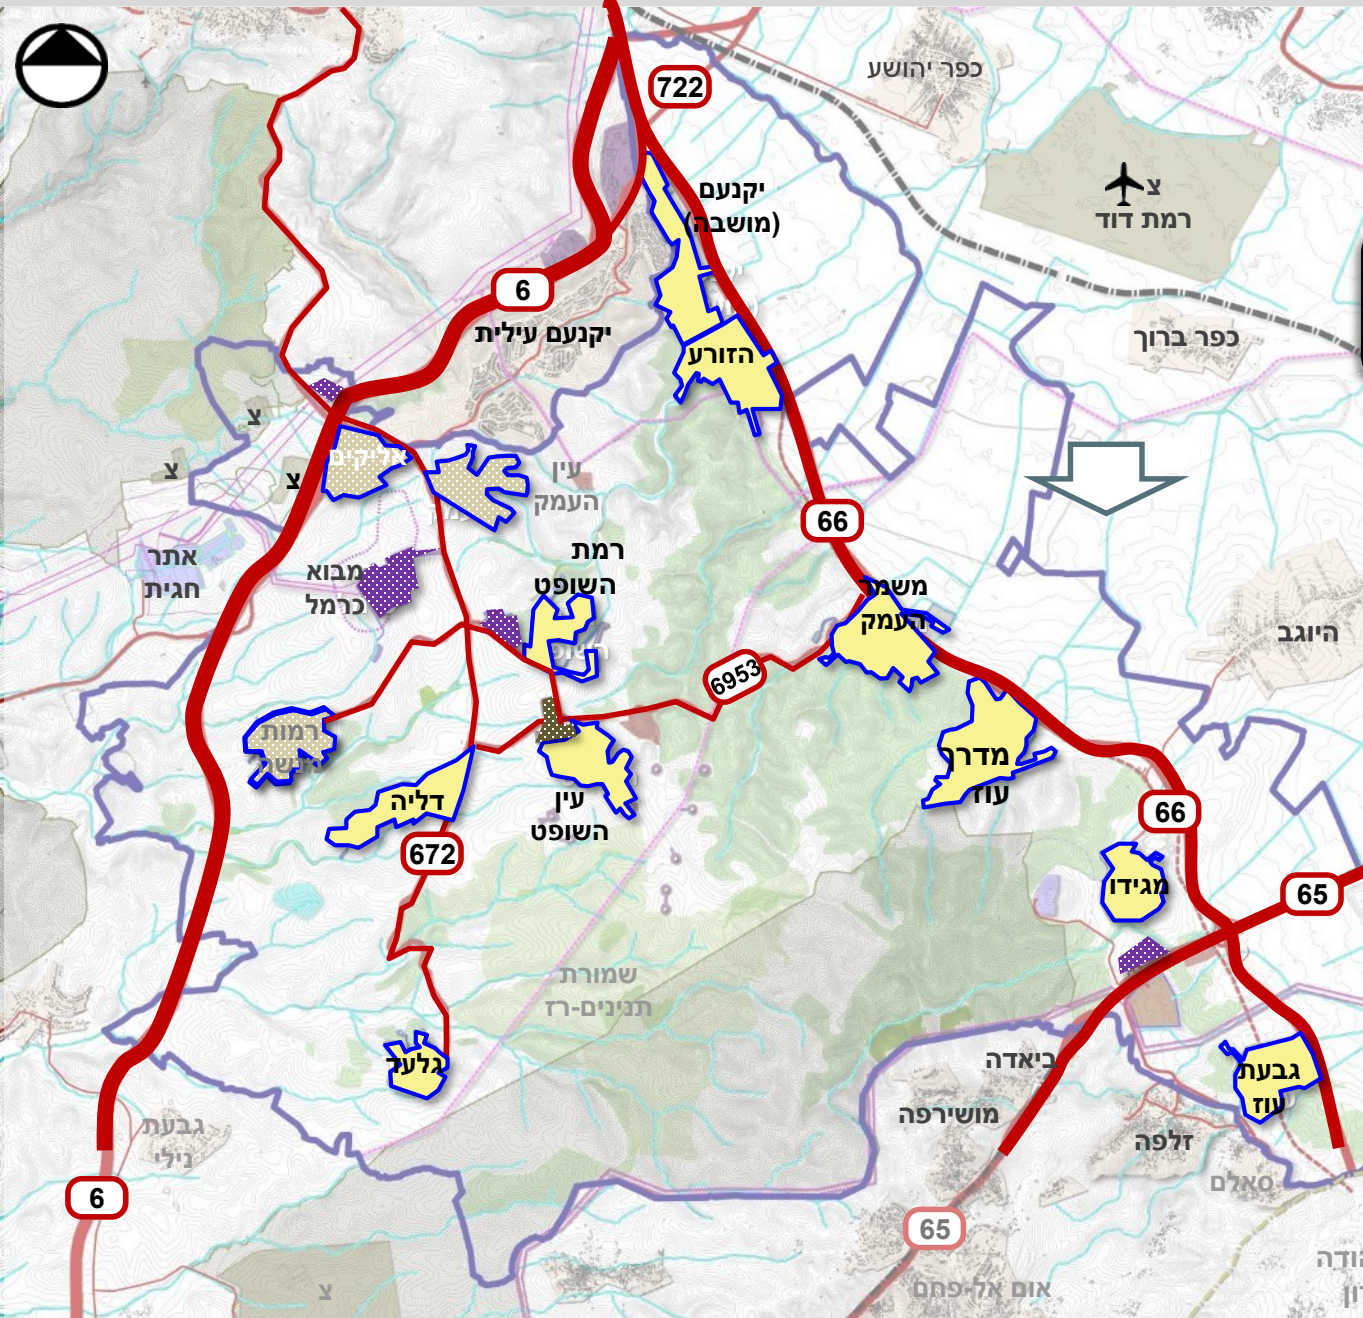 722
כפר יהושע
יקנעם
(מושבה)
צ
רמת דוד
6
יקנעם עילית
הזורע
כפר ברוך
צ
אליקים
צ
צ
עין
העמק
66
רמת
השופט
אתר
חגית
מבוא
כרמל
משמר
העמק
היוגב
6953
רמות
מנשה
מדרך
עוז
דליה
עין
השופט
672
66
מגידו
65
שמורת
תנינים-רז
גלעד
ביאדה
גבעת
עוז
מושירפה
זלפה
גבעת
נילי
סאלם
6
65
צ
אום אל-פחם